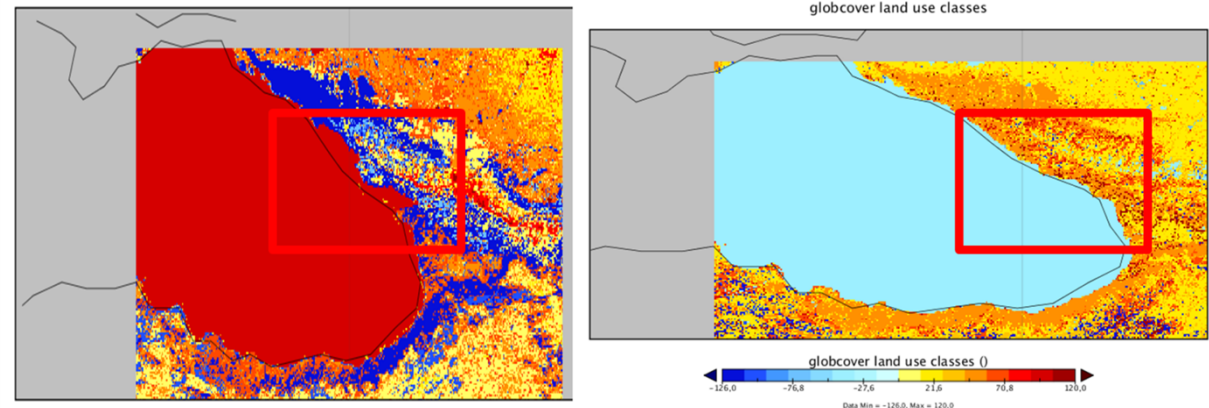 globcover land use classes
globcover land use classes ()
−126,0 −76,8 −27,6 21,6 70,8 120,0
Data Min = −126,0, Max = 120,0